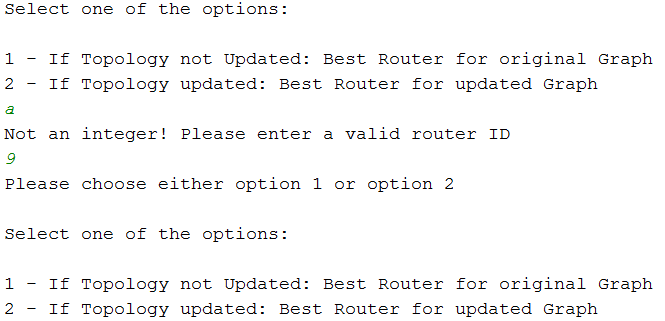 Select one of the options:
1 - If Topology not Updated: Best Router for original Graph
2 - If Topology updated: Best Router for updated Graph
a
Not an integer! Please enter a valid router ID
9
Please choose either option 1 or option 2
Select one of the options:
1 - If Topology not Updated: Best Router for original Graph
2 - If Topology updated: Best Router for updated Graph